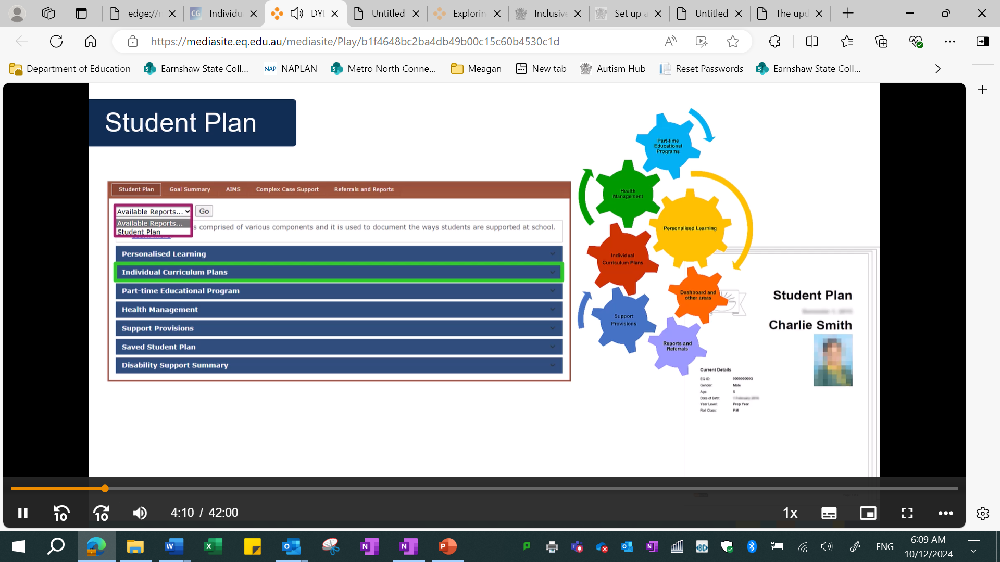 edge://r
Individu
DYI
Untitled
Explorin
Inclusive
Set up a
Untitled
The upd
https://mediasite.eq.edu.au/mediasite/Play/b1f4648bc2ba4db49b00c15c60b4530c1d
Department of Education
Earnshaw State Coll...
NAP NAPLAN
Metro North Conne...
Meagan
New tab
Autism Hub
Reset Passwords
Earnshaw State Coll...
Student Plan
Student Plan Goal Summary AIMS Complex Case Support Referrals and Reports
Available Reports... Go
Available Reports...
Student Plan
s comprised of various components and it is used to document the ways students are supported at school.
Personalised Learning
Individual Curriculum Plans
Part-time Educational Program
Health Management
Support Provisions
Saved Student Plan
Disability Support Summary
Part-time
Educational
Programs
Health
Management
Personalised Learning
Individual
Curriculum Plans
Dashboard and
other areas
Support
Provisions
Reports and
Referrals
Student Plan
Charlie Smith
Current Details
EQ ID: 000000000G
Gender: Male
Age: 5
Date of Birth:
Year Level: Prep Year
Roll Class: PM
4:10 / 42:00
1x
ENG
6:09 AM
10/12/2024